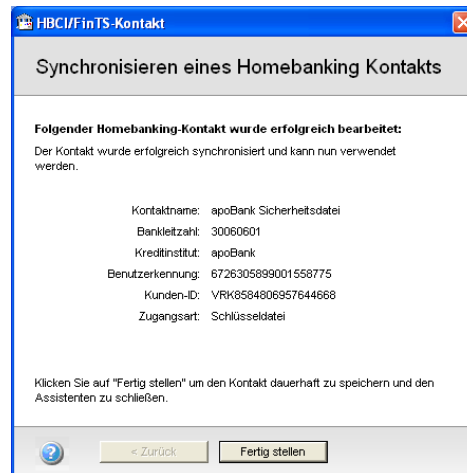 HBCI/FinTS-Kontakt
Synchronisieren eines Homebanking Kontakts
Folgender Homebanking-Kontakt wurde erfolgreich bearbeitet:
Der Kontakt wurde erfolgreich synchronisiert und kann nun verwendet
werden.
Kontaktname: apoBank Sicherheitsdatei
Bankleitzahl: 30060601
Kreditinstitut: apoBank
Benutzerkennung: 6726305899001558775
Kunden-ID: VRK8584806957644668
Zugangsart: Schlüsseldatei
Klicken Sie auf "Fertig stellen" um den Kontakt dauerhaft zu speichern und den
Assistenten zu schließen.
< Zurück Fertig stellen